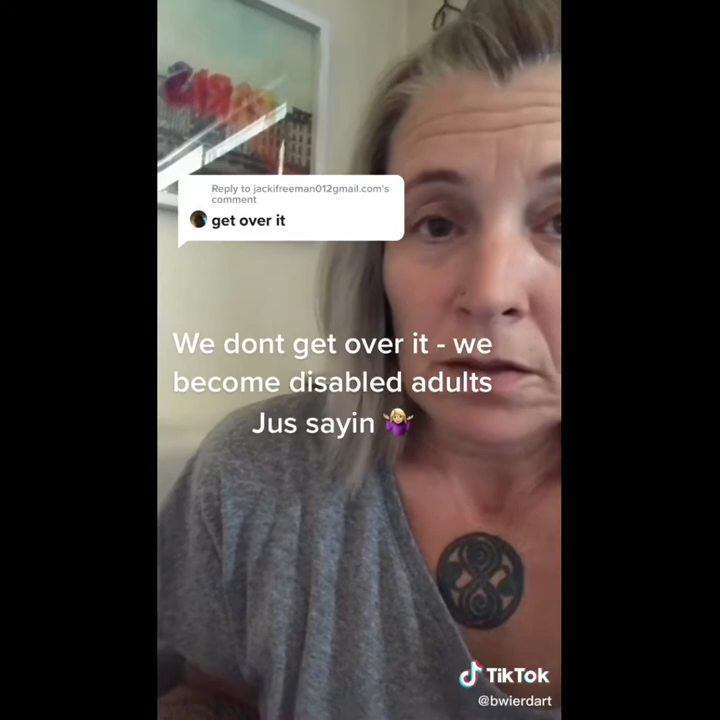 Reply to jackifreeman012gmail.com's
comment
get over it
We dont get over it - we
become disabled adults
Jus sayin 🤷🏼‍♀️
TikTok
@bwierdart